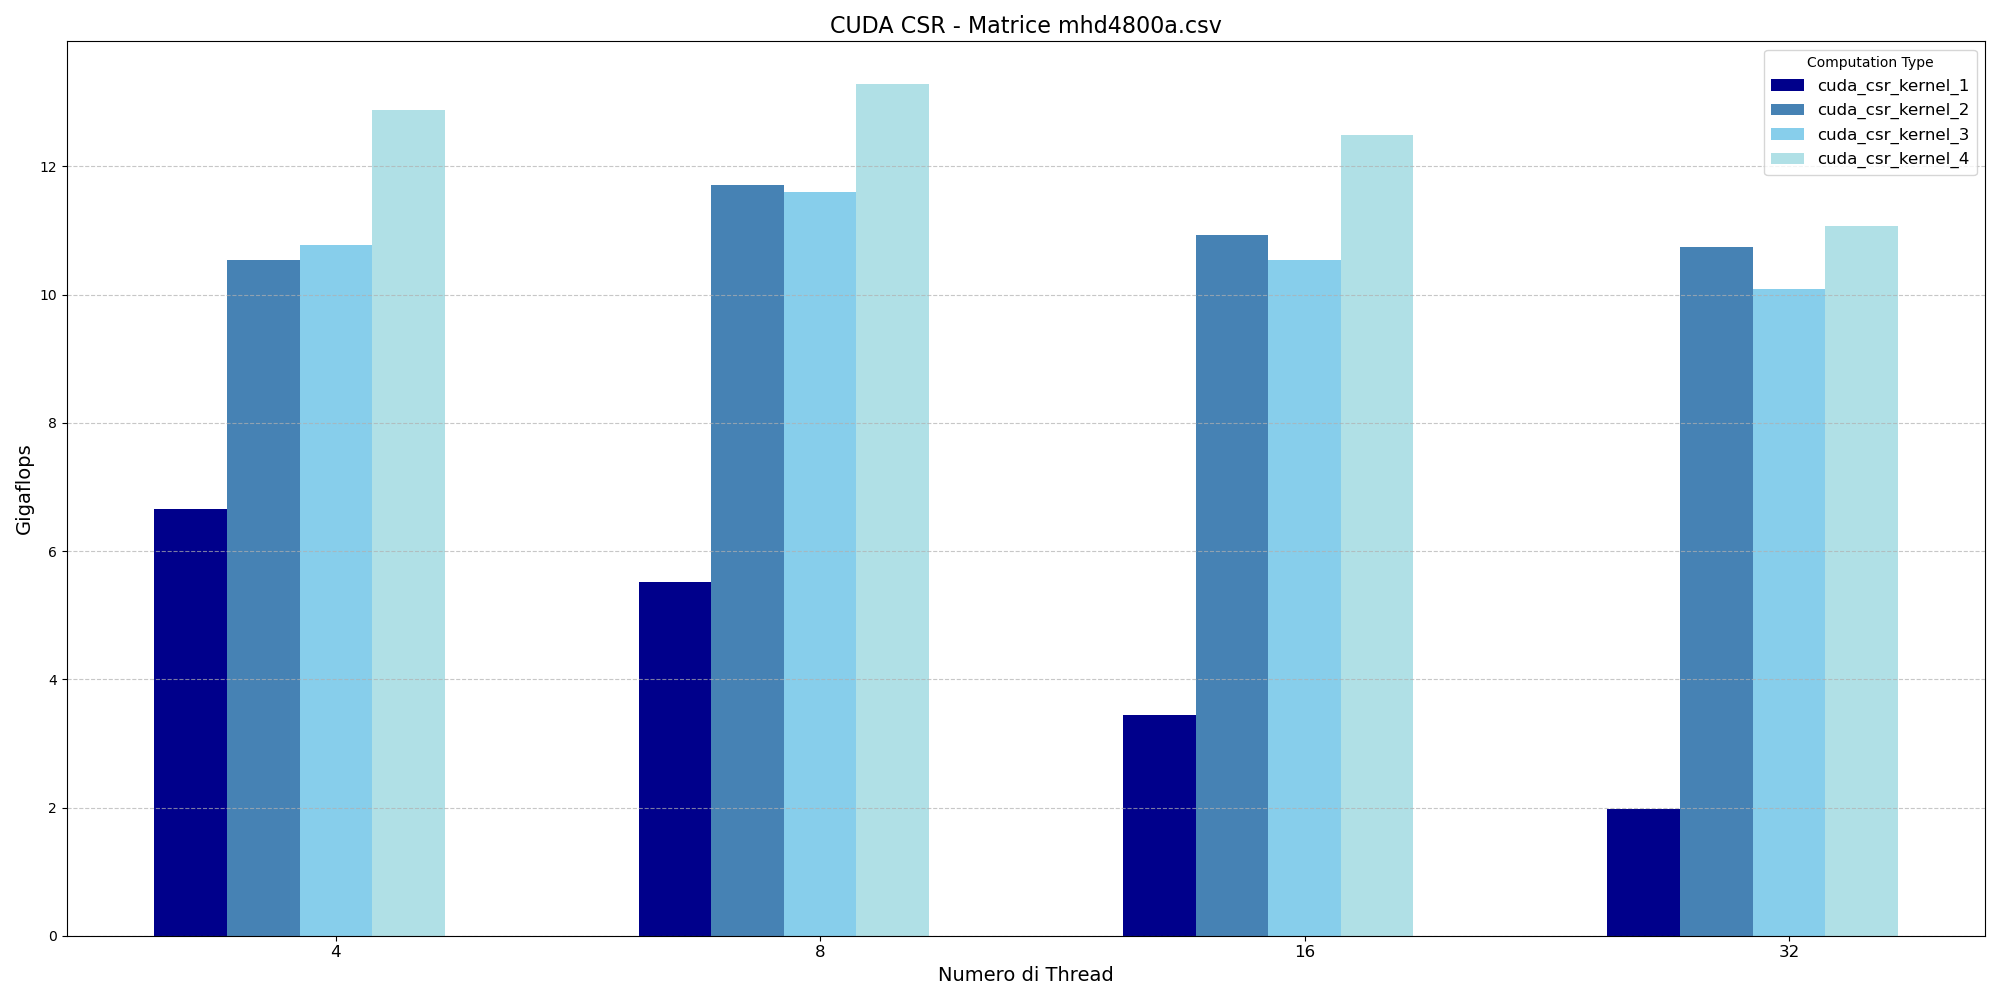 CUDA CSR - Matrice mhd4800a.csv
Computation Type
cuda_csr_kernel_1
cuda_csr_kernel_2
cuda_csr_kernel_3
cuda_csr_kernel_4
Gigaflops
12
10
8
6
4
2
0
4 8 16 32
Numero di Thread